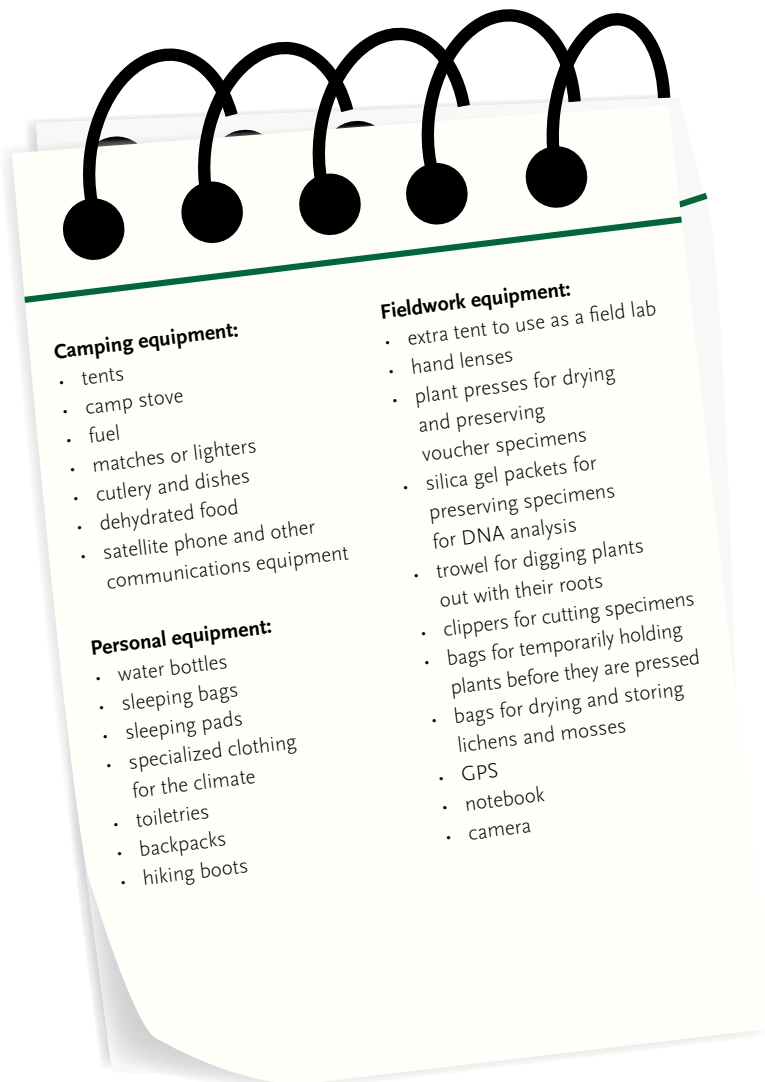 Camping equipment:
• tents
• camp stove
• fuel
• matches or lighters
• cutlery and dishes
• dehydrated food
• satellite phone and other
communications equipment
Personal equipment:
• water bottles
• sleeping bags
• sleeping pads
• specialized clothing
for the climate
• toiletries
• backpacks
• hiking boots
Fieldwork equipment:
• extra tent to use as a field lab
• hand lenses
• plant presses for drying
and preserving
voucher specimens
• silica gel packets for
preserving specimens
for DNA analysis
• trowel for digging plants
out with their roots
• clippers for cutting specimens
• bags for temporarily holding
plants before they are pressed
• bags for drying and storing
lichens and mosses
• GPS
• notebook
• camera